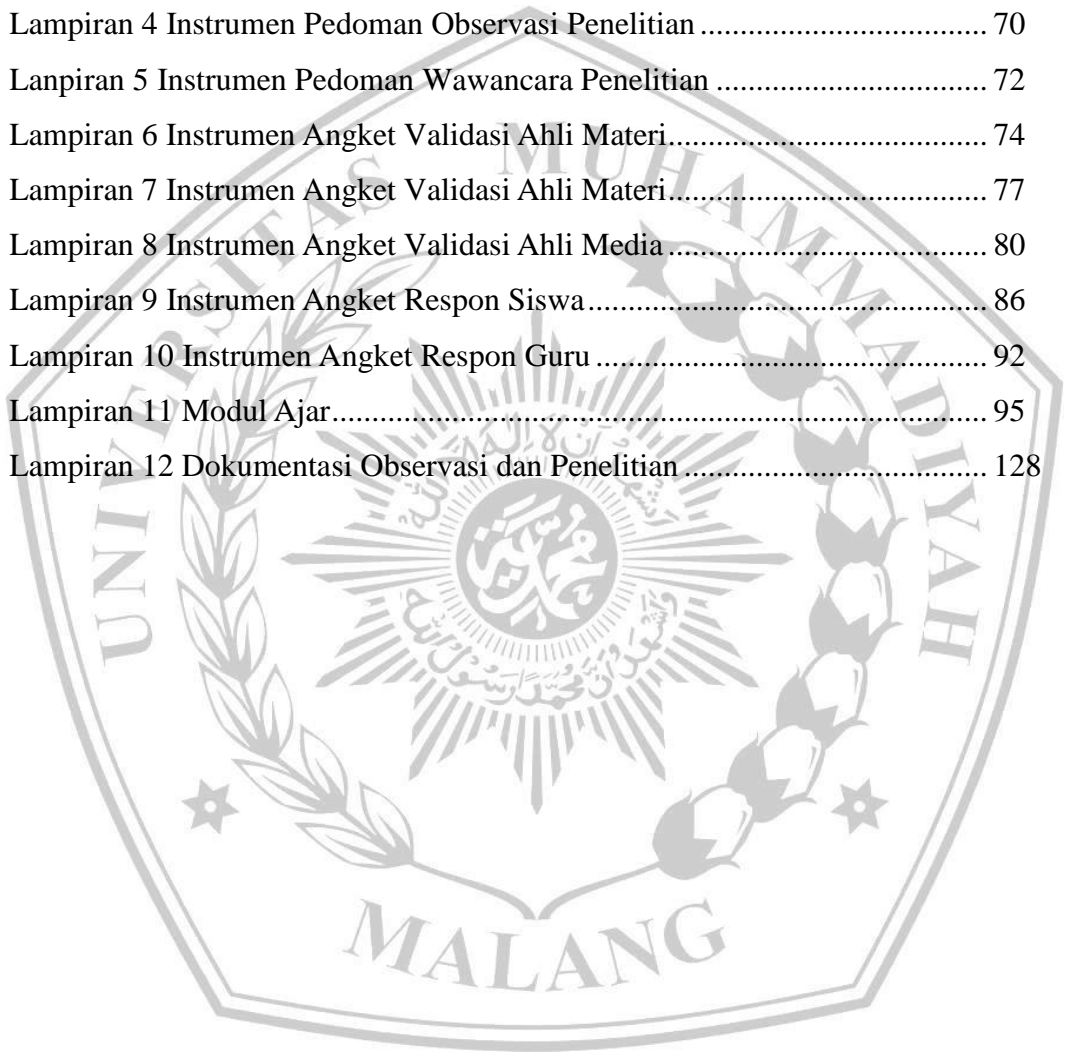 Lampiran 4 Instrumen Pedoman Observasi Penelitian .................................. 70
Lanpiran 5 Instrumen Pedoman Wawancara Penelitian ................................ 72
Lampiran 6 Instrumen Angket Validasi Ahli Materi...................................... 74
Lampiran 7 Instrumen Angket Validasi Ahli Materi...................................... 77
Lampiran 8 Instrumen Angket Validasi Ahli Media ...................................... 80
Lampiran 9 Instrumen Angket Respon Siswa ............................................... 86
Lampiran 10 Instrumen Angket Respon Guru .............................................. 92
Lampiran 11 Modul Ajar .............................................................................. 95
Lampiran 12 Dokumentasi Observasi dan Penelitian .................................... 128
UNIVERSITAS MUHAMMADIYAH
MALANG